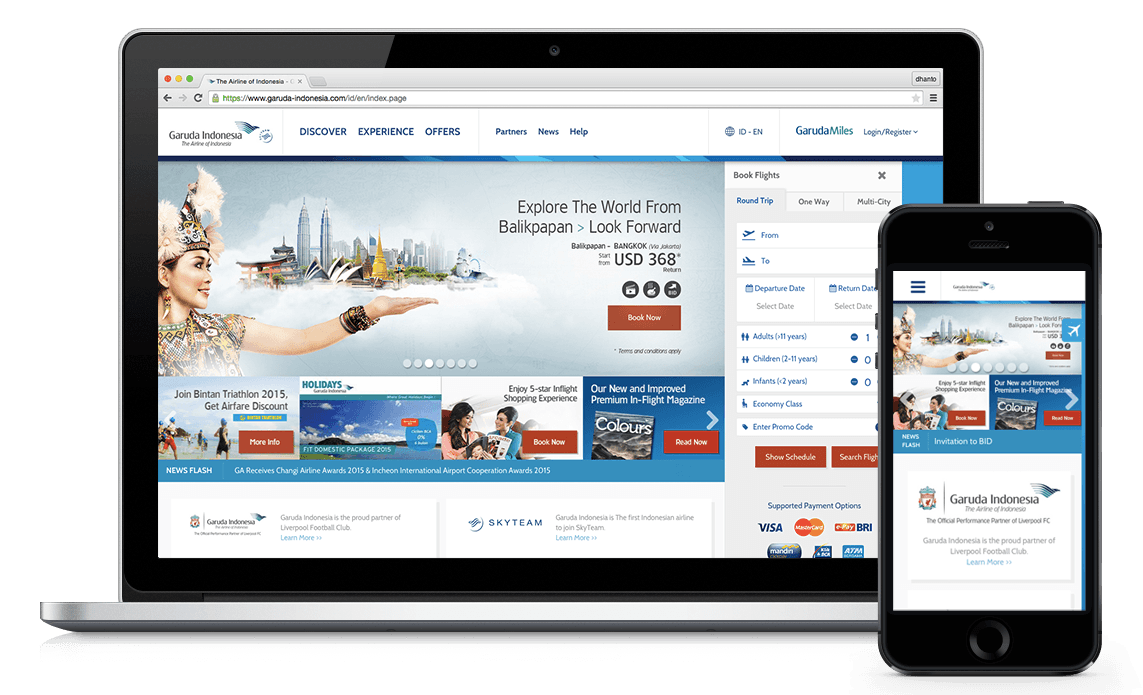 The Airline of Indonesia -
dhanto
https://www.garuda-indonesia.com/id/en/index.page
Garuda Indonesia
The Airline of Indonesia
DISCOVER EXPERIENCE OFFERS
Partners News Help
ID - EN
GarudaMiles Login/Register
Explore The World From
Balikpapan > Look Forward
Balikpapan - BANGKOK (Via Jakarta)
Start
from USD 368*
Return
BID
Book Now
* Terms and conditions apply
Book Flights
Round Trip One Way Multi-City
From
To
Departure Date Return Date
Select Date Select Date
Adults (>11 years) 1
Children (2-11 years) 0
Infants (<2 years) 0
Economy Class
Enter Promo Code
Show Schedule Search Fligh
Supported Payment Options
VISA MasterCard e-Pay BRI
mandiri ATM
Join Bintan Triathlon 2015,
Get Airfare Discount
BINTAN TRIATHLON
More Info
HOLIDAYS Garuda Indonesia
0%
FIT DOMESTIC PACKAGE 2015
Enjoy 5-star Inflight
Shopping Experience
Book Now
Our New and Improved
Premium In-Flight Magazine
Colours
Read Now
NEWS FLASH GA Receives Changi Airline Awards 2015 & Incheon International Airport Cooperation Awards 2015
Garuda Indonesia
The Airline of Indonesia
The Official Performance Partner of Liverpool FC
Garuda Indonesia is the proud partner of
Liverpool Football Club.
Learn More >>
SKYTEAM
Garuda Indonesia is The first Indonesian airline
to join SkyTeam.
Learn More >>
Garuda Indonesia
Explore The World From
Balikpapan > Look Forward
USD 368
Enjoy 5-star Inflight
Shopping Experience
Book Now
Our New and Improved
Premium In-Flight Magazine
Colours
Read Now
NEWS
FLASH
Invitation to BID
Garuda Indonesia
The Airline of Indonesia
The Official Performance Partner of Liverpool FC
Garuda Indonesia is the proud partner of
Liverpool Football Club.
Learn More >>